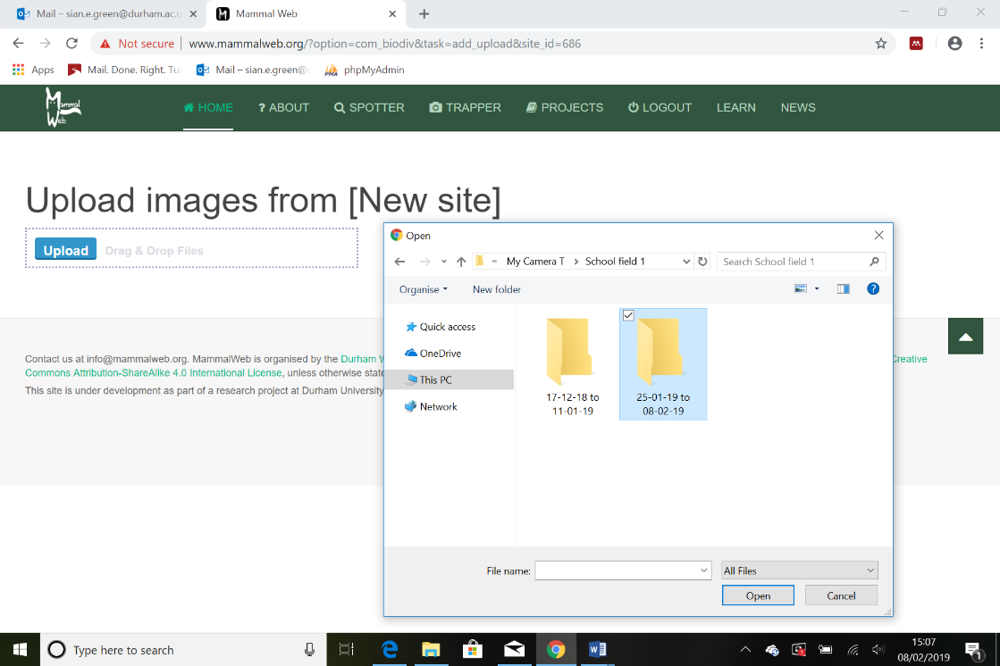 Mail – sian.e.green@durham.ac.u
Mammal Web
Not secure
www.mammalweb.org/?option=com_biodiv&task=add_upload&site_id=686
Apps
Mail. Done. Right. Tu
Mail – sian.e.green@
phpMyAdmin
Mammal
Web
HOME
? ABOUT
SPOTTER
TRAPPER
PROJECTS
LOGOUT
LEARN
NEWS
Upload images from [New site]
Upload
Drag & Drop Files
Contact us at info@mammalweb.org. MammalWeb is organised by the Durham
Creative
Commons Attribution-ShareAlike 4.0 International License, unless otherwise state
This site is under development as part of a research project at Durham University
Open
« My Camera T > School field 1
Search School field 1
Organise
New folder
?
Quick access
OneDrive
This PC
Network
17-12-18 to
11-01-19
25-01-19 to
08-02-19
File name:
All Files
Open
Cancel
Type here to search
15:07
08/02/2019
1